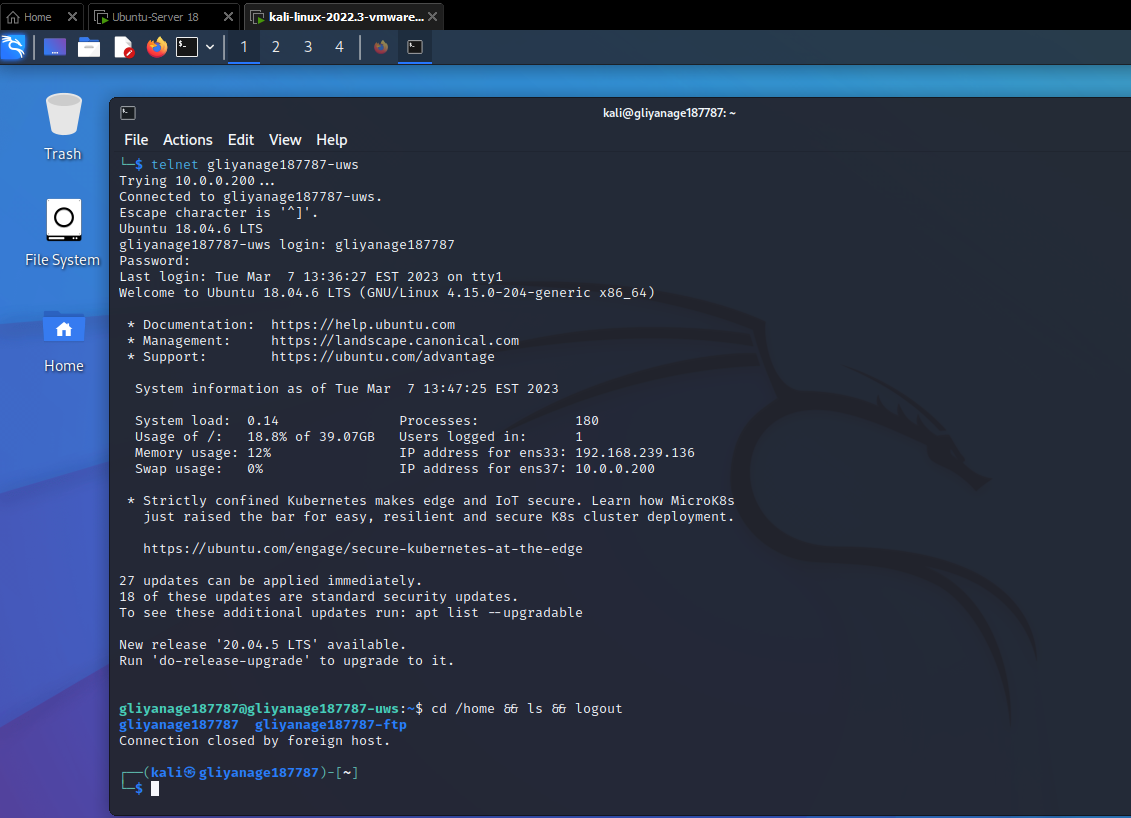 Home
Ubuntu-Server 18
kali-linux-2022.3-vmware...
1 2 3 4
Trash
File System
Home
kali@gliyanage187787: ~
File Actions Edit View Help
└─$ telnet gliyanage187787-uws
Trying 10.0.0.200...
Connected to gliyanage187787-uws.
Escape character is '^]'.
Ubuntu 18.04.6 LTS
gliyanage187787-uws login: gliyanage187787
Password:
Last login: Tue Mar  7 13:36:27 EST 2023 on tty1
Welcome to Ubuntu 18.04.6 LTS (GNU/Linux 4.15.0-204-generic x86_64)
* Documentation:  https://help.ubuntu.com
* Management:     https://landscape.canonical.com
* Support:        https://ubuntu.com/advantage
System information as of Tue Mar  7 13:47:25 EST 2023
System load:  0.14               Processes:            180
Usage of /:   18.8% of 39.07GB   Users logged in:      1
Memory usage: 12%                IP address for ens33: 192.168.239.136
Swap usage:   0%                 IP address for ens37: 10.0.0.200
* Strictly confined Kubernetes makes edge and IoT secure. Learn how MicroK8s
just raised the bar for easy, resilient and secure K8s cluster deployment.
https://ubuntu.com/engage/secure-kubernetes-at-the-edge
27 updates can be applied immediately.
18 of these updates are standard security updates.
To see these additional updates run: apt list --upgradable
New release '20.04.5 LTS' available.
Run 'do-release-upgrade' to upgrade to it.
gliyanage187787@gliyanage187787-uws:~$ cd /home && ls && logout
gliyanage187787  gliyanage187787-ftp
Connection closed by foreign host.
┌──(kali㉿gliyanage187787)-[~]
└─$